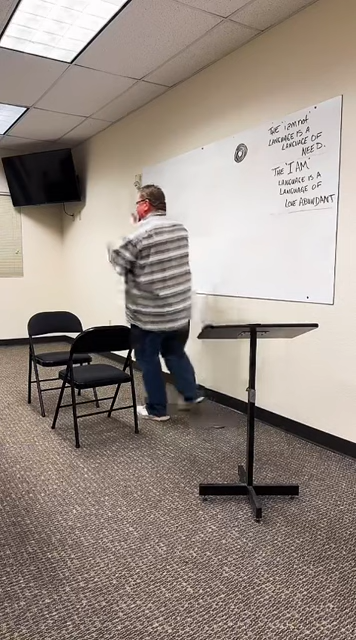 THE 'I am not'
LANGUAGE IS A
LANGUAGE OF
NEED.
THE 'I AM'
LANGUAGE IS A
LANGUAGE OF
LOVE ABUNDANT